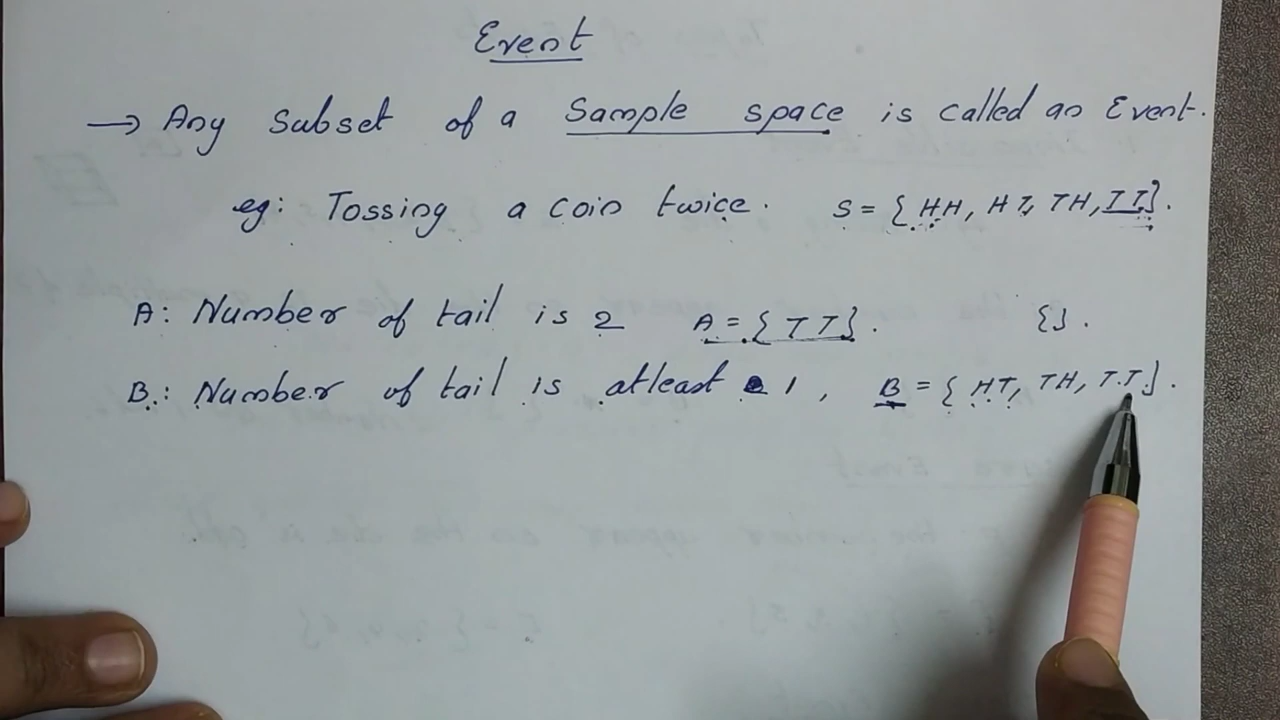 Event
→ Any subset of a Sample space is called an Event.
eg: Tossing a coin twice. S = { HH, HT, TH, TT}.
A: Number of tail is 2 A = { TT}. {}.
B: Number of tail is atleast 1, B = { HT, TH, TT}.